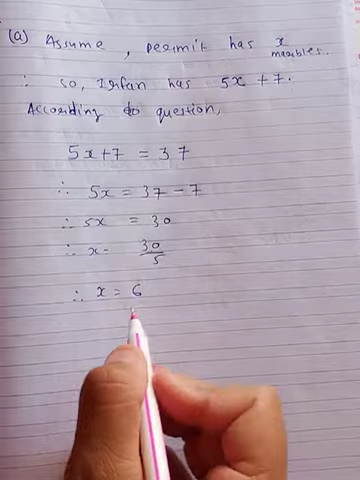 (a) Assume, permit has x marbles.
∴ so, Irfan has 5x + 7.
According to question,
5x + 7 = 37
∴ 5x = 37 - 7
∴ 5x = 30
∴ x = 30/5
∴ x = 6